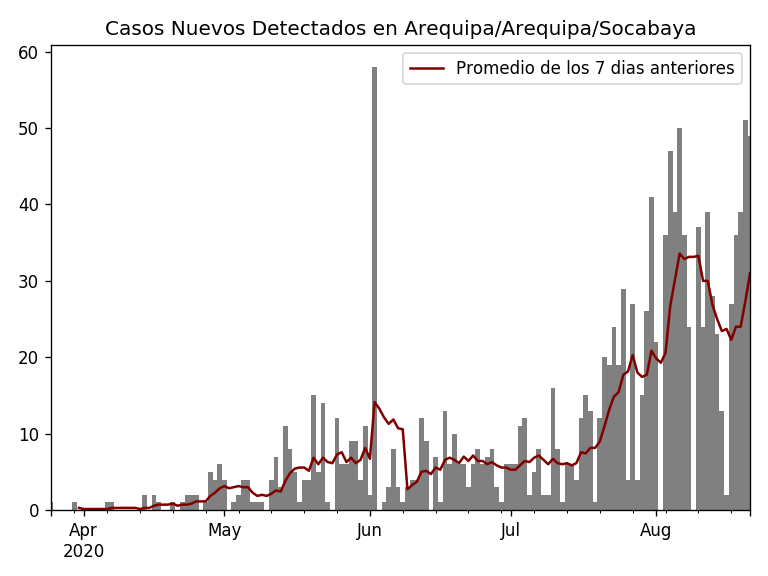 Casos Nuevos Detectados en Arequipa/Arequipa/Socabaya
Promedio de los 7 dias anteriores
60
50
40
30
20
10
0
Apr
2020
May
Jun
Jul
Aug